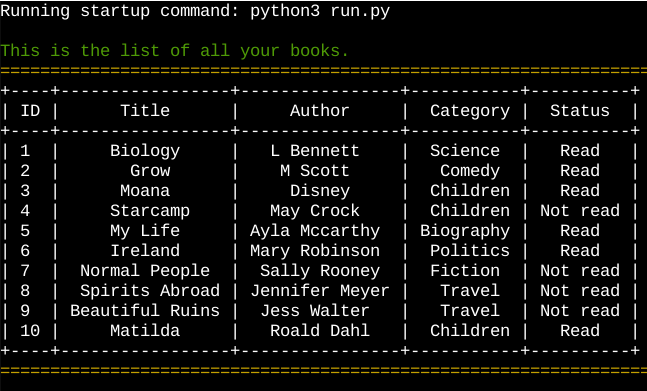 Running startup command: python3 run.py
This is the list of all your books.
=================================================================
+----+-----------------+----------------+-----------+----------+
| ID |      Title      |     Author     |  Category |  Status  |
+----+-----------------+----------------+-----------+----------+
| 1  |     Biology     |   L Bennett    |  Science  |   Read   |
| 2  |       Grow      |    M Scott     |   Comedy  |   Read   |
| 3  |      Moana      |     Disney     |  Children |   Read   |
| 4  |     Starcamp    |   May Crock    |  Children | Not read |
| 5  |     My Life     | Ayla Mccarthy  | Biography |   Read   |
| 6  |     Ireland     | Mary Robinson  |  Politics |   Read   |
| 7  |  Normal People  |  Sally Rooney  |  Fiction  | Not read |
| 8  |  Spirits Abroad | Jennifer Meyer |   Travel  | Not read |
| 9  | Beautiful Ruins |  Jess Walter   |   Travel  | Not read |
| 10 |     Matilda     |   Roald Dahl   |  Children |   Read   |
+----+-----------------+----------------+-----------+----------+
=================================================================